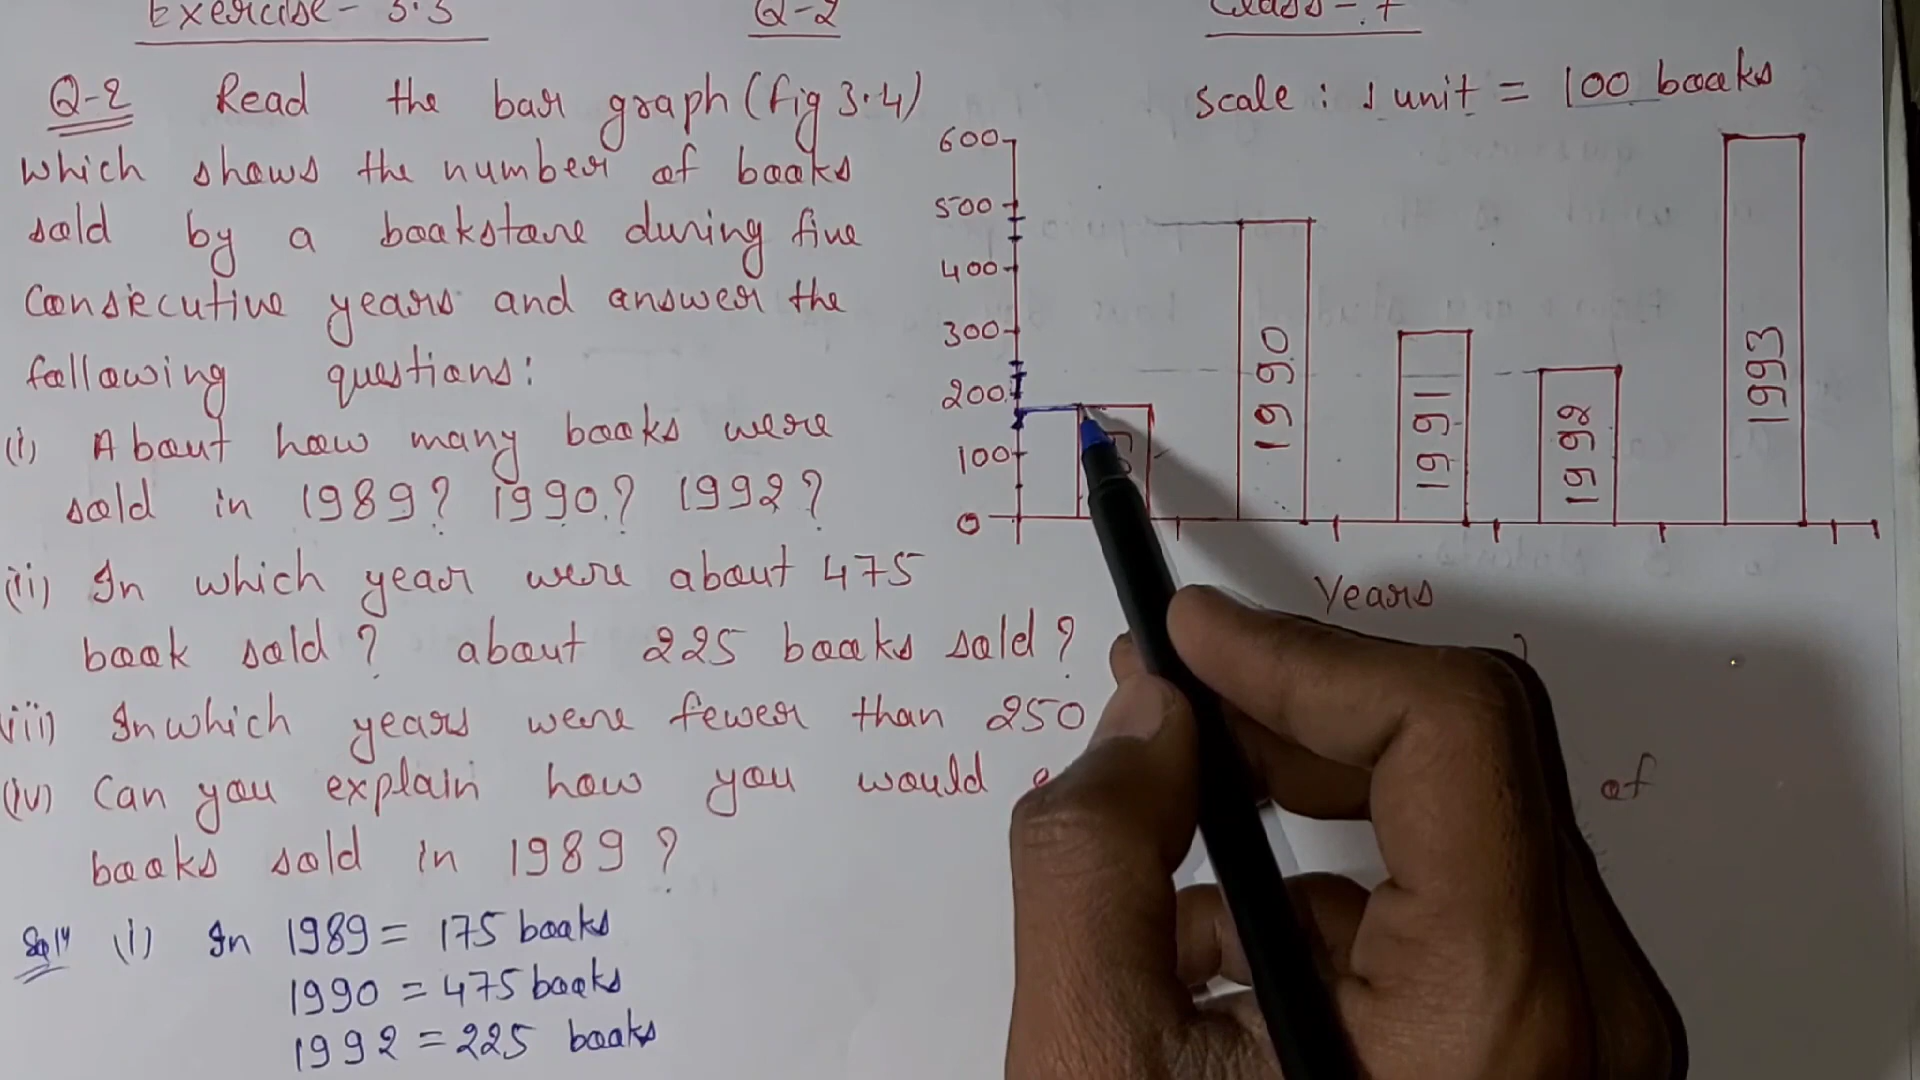 Exercise - 3.3 Q-2 Class - 7
Q-2 Read the bar graph (fig 3.4)
which shows the number of books
sold by a bookstore during five
Consecutive years and answer the
following questions:
(i) About how many books were
sold in 1989? 1990? 1992?
(ii) In which year were about 475
book sold? about 225 books sold?
(iii) In which years were fewer than 250
(iv) Can you explain how you would
of
books sold in 1989?
Soln (i) In 1989 = 175 books
1990 = 475 books
1992 = 225 books
scale : 1 unit = 100 books
600
500
400
300
200
100
0
1990
1991
1992
1993
Years